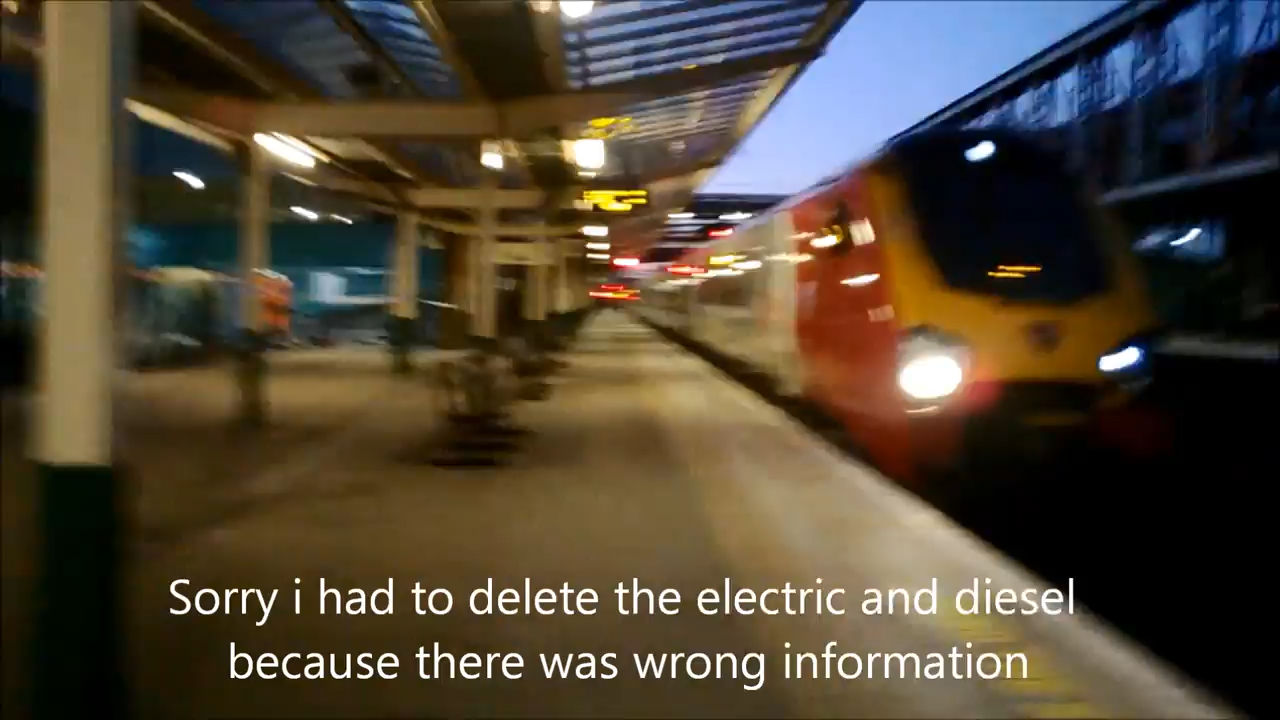 Sorry i had to delete the electric and diesel
because there was wrong information